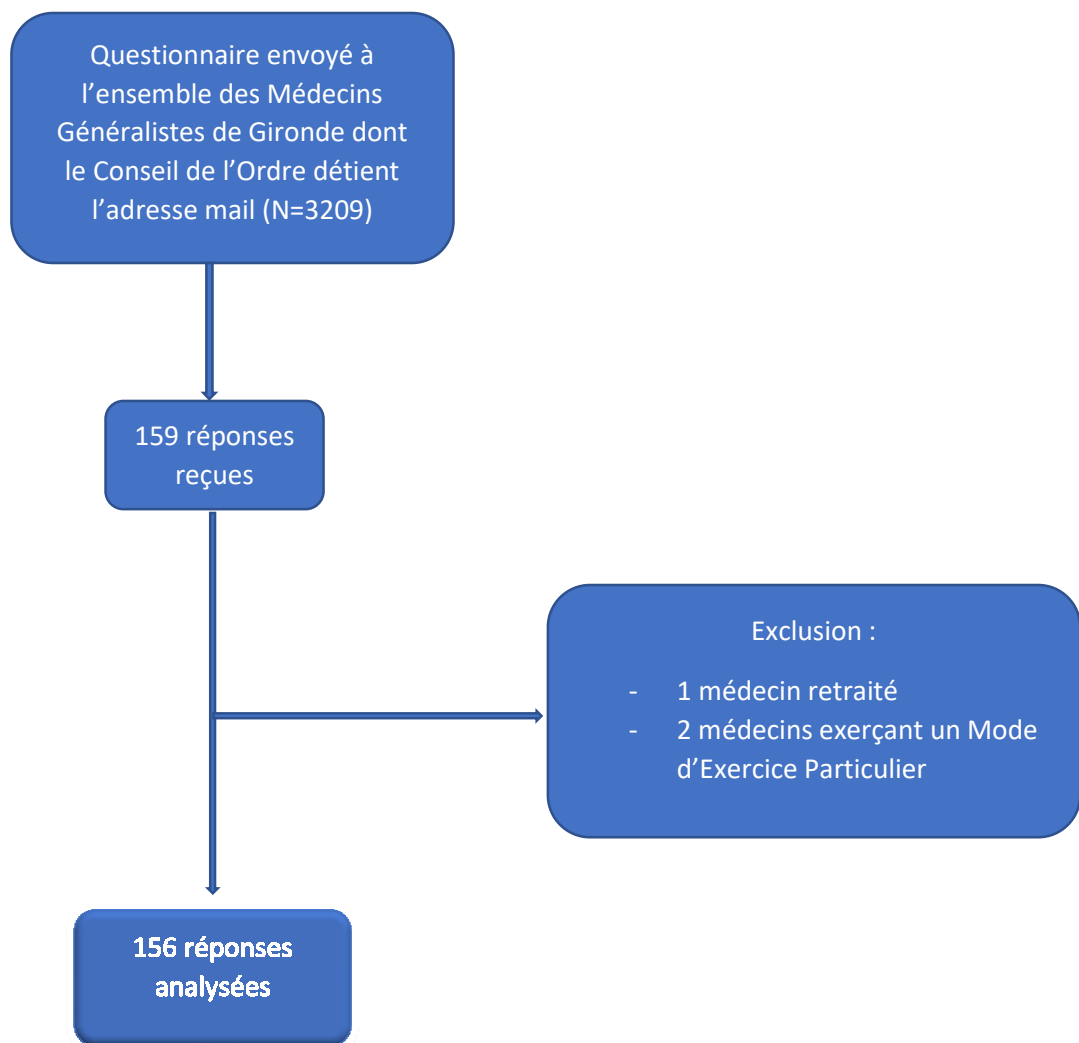 Questionnaire envoyé à
l’ensemble des Médecins
Généralistes de Gironde dont
le Conseil de l’Ordre détient
l’adresse mail (N=3209)
159 réponses
reçues
Exclusion :
- 1 médecin retraité
- 2 médecins exerçant un Mode
d’Exercice Particulier
156 réponses
analysées